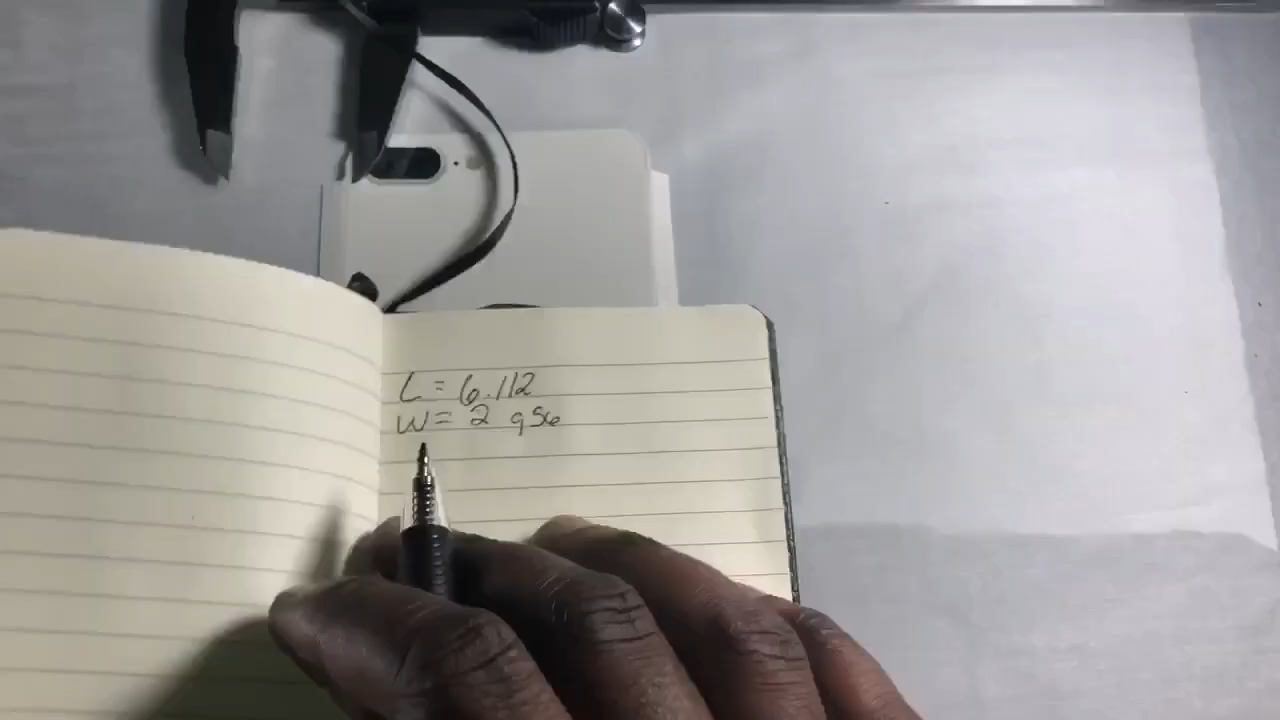 L = 6.112
W = 2 956